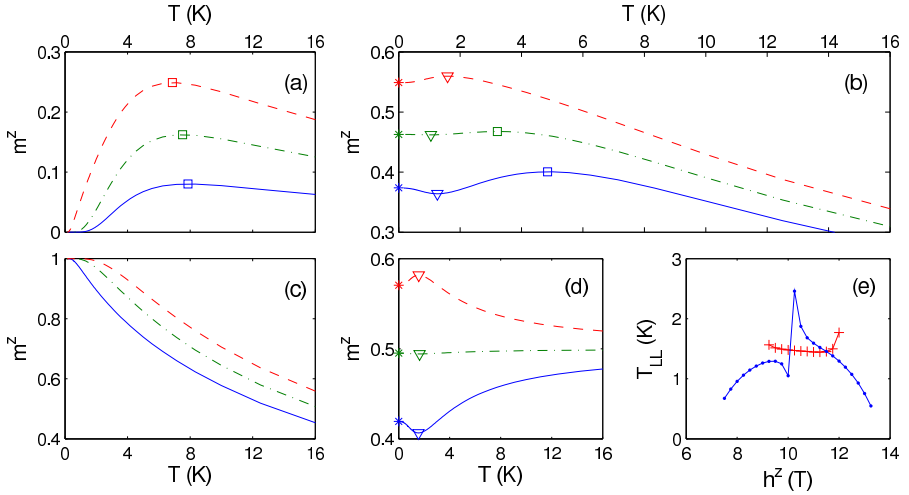 T (K)
T (K)
0 4 8 12 16
0 2 4 6 8 10 12 14 16
0.3
0.2
0.1
0
m^z
(a)
0.6
0.5
0.4
0.3
m^z
(b)
1
0.8
0.6
0.4
m^z
(c)
0 4 8 12 16
T (K)
0.6
0.5
0.4
m^z
(d)
0 4 8 12 16
T (K)
3
2
1
0
T_LL (K)
(e)
6 8 10 12 14
h^z (T)